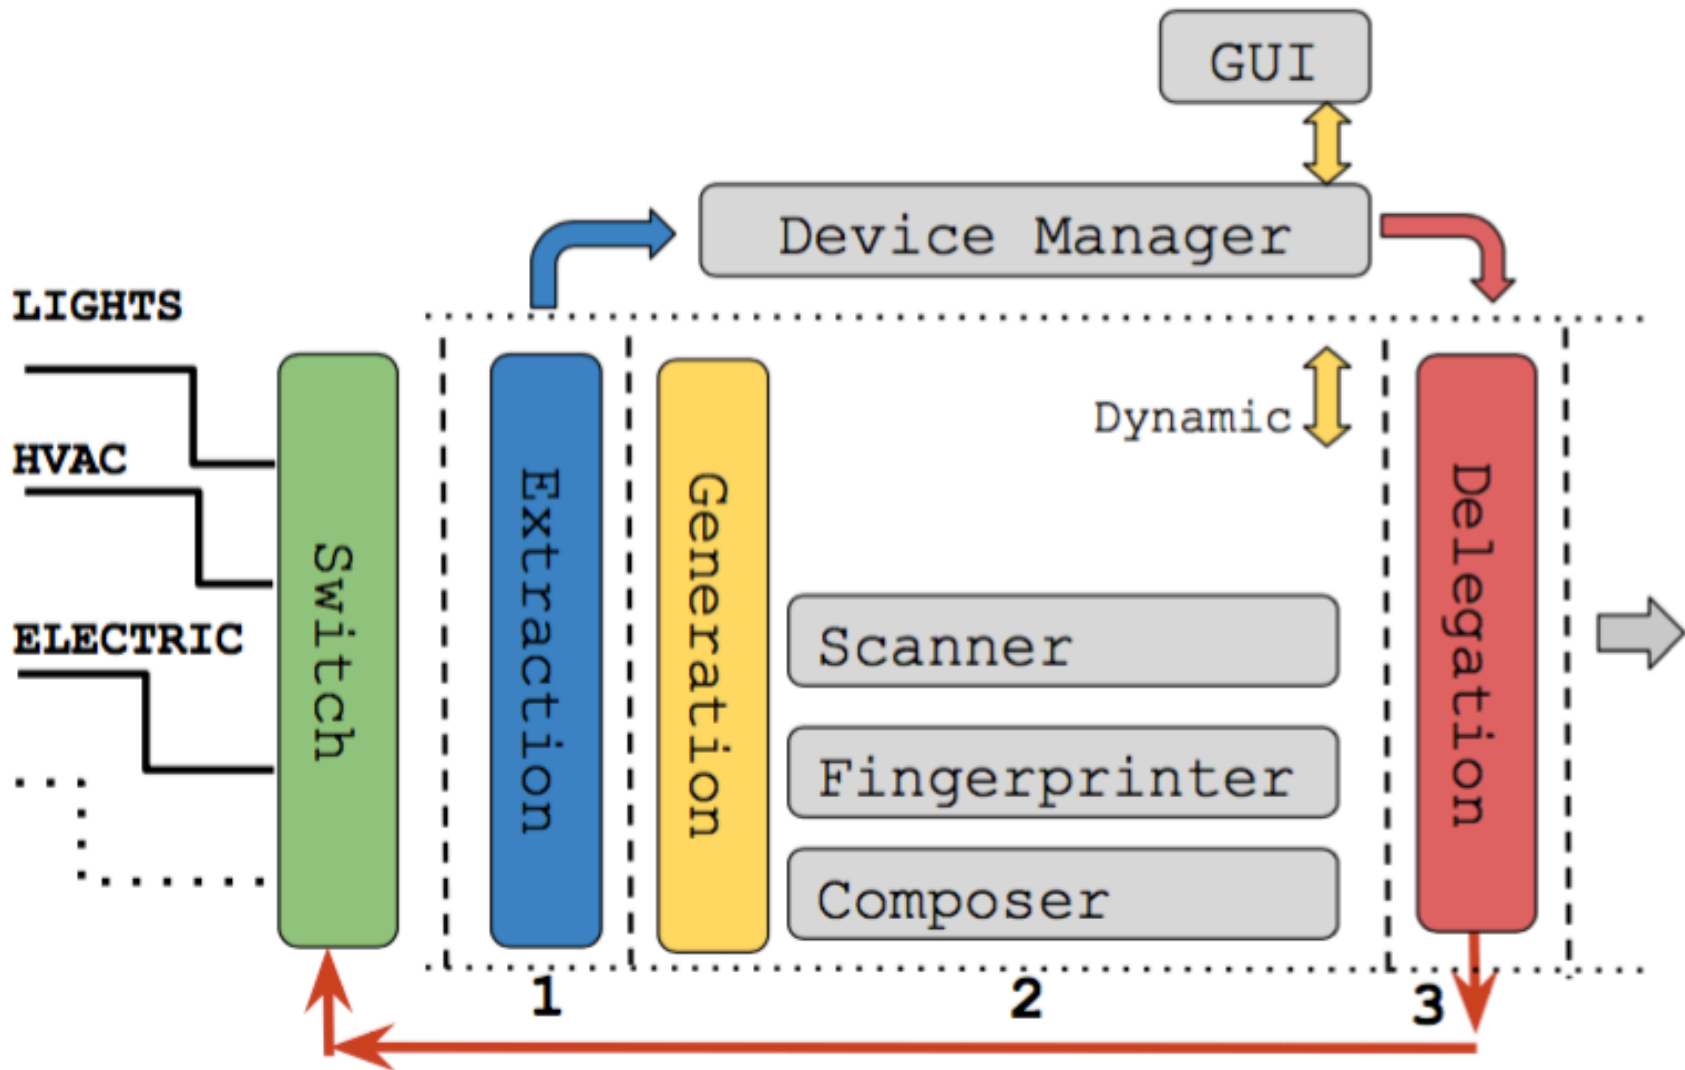 GUI
Device Manager
LIGHTS
HVAC
ELECTRIC
Switch
Extraction
Generation
Dynamic
Scanner
Fingerprinter
Composer
Delegation
1
2
3